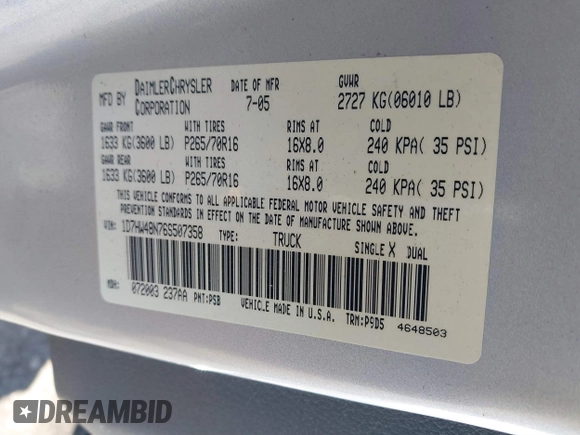 MFD BY DAIMLERCHRYSLER CORPORATION DATE OF MFR 7-05 GVWR 2727 KG(06010 LB)
GAWR FRONT WITH TIRES RIMS AT COLD
1633 KG(3600 LB) P265/70R16 16X8.0 240 KPA( 35 PSI)
GAWR REAR WITH TIRES RIMS AT COLD
1633 KG(3600 LB) P265/70R16 16X8.0 240 KPA( 35 PSI)
THIS VEHICLE CONFORMS TO ALL APPLICABLE FEDERAL MOTOR VEHICLE SAFETY AND THEFT
PREVENTION STANDARDS IN EFFECT ON THE DATE OF MANUFACTURE SHOWN ABOVE.
VIN: 1D7HW48N76S507358 TYPE: TRUCK SINGLE X DUAL
072003 237AA PNT:PSB VEHICLE MADE IN U.S.A. TRM:P9D5 4648503
DREAMBID